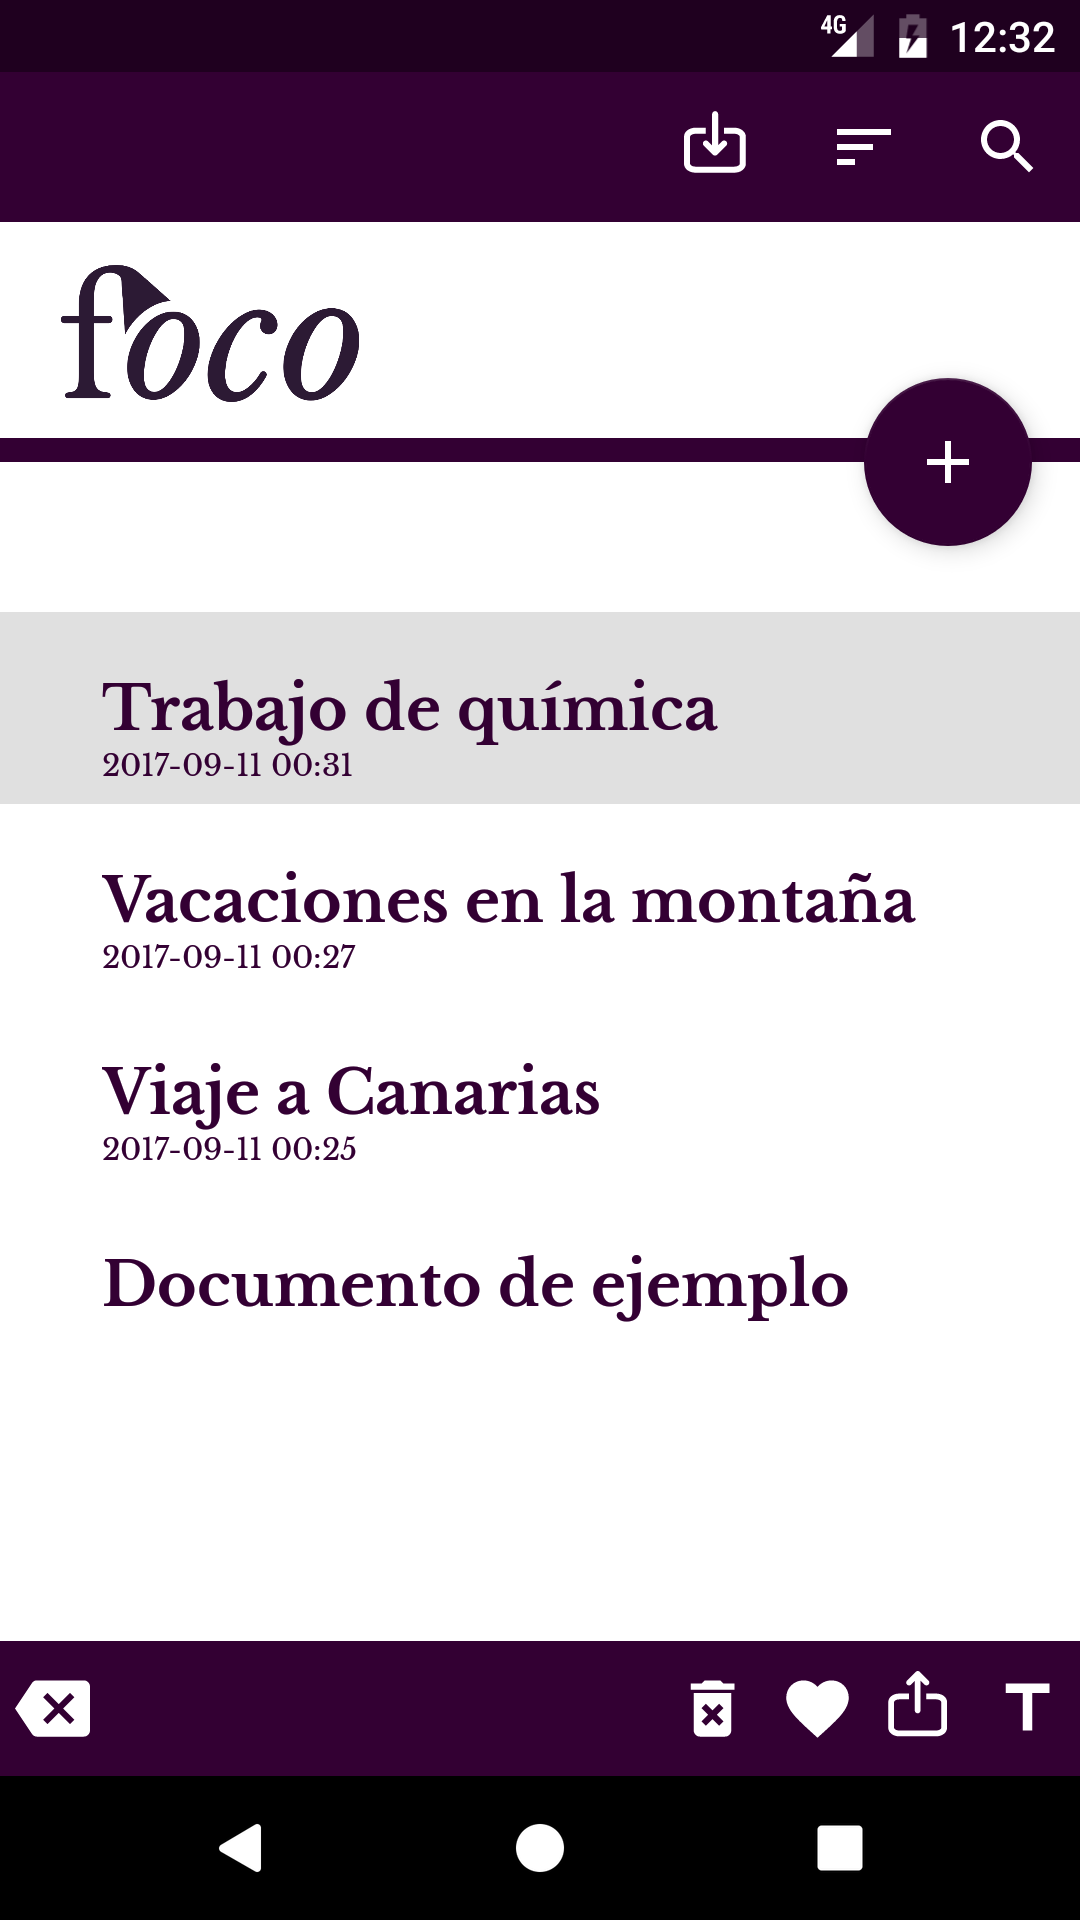 4G 12:32
foco
Trabajo de química
2017-09-11 00:31
Vacaciones en la montaña
2017-09-11 00:27
Viaje a Canarias
2017-09-11 00:25
Documento de ejemplo
T